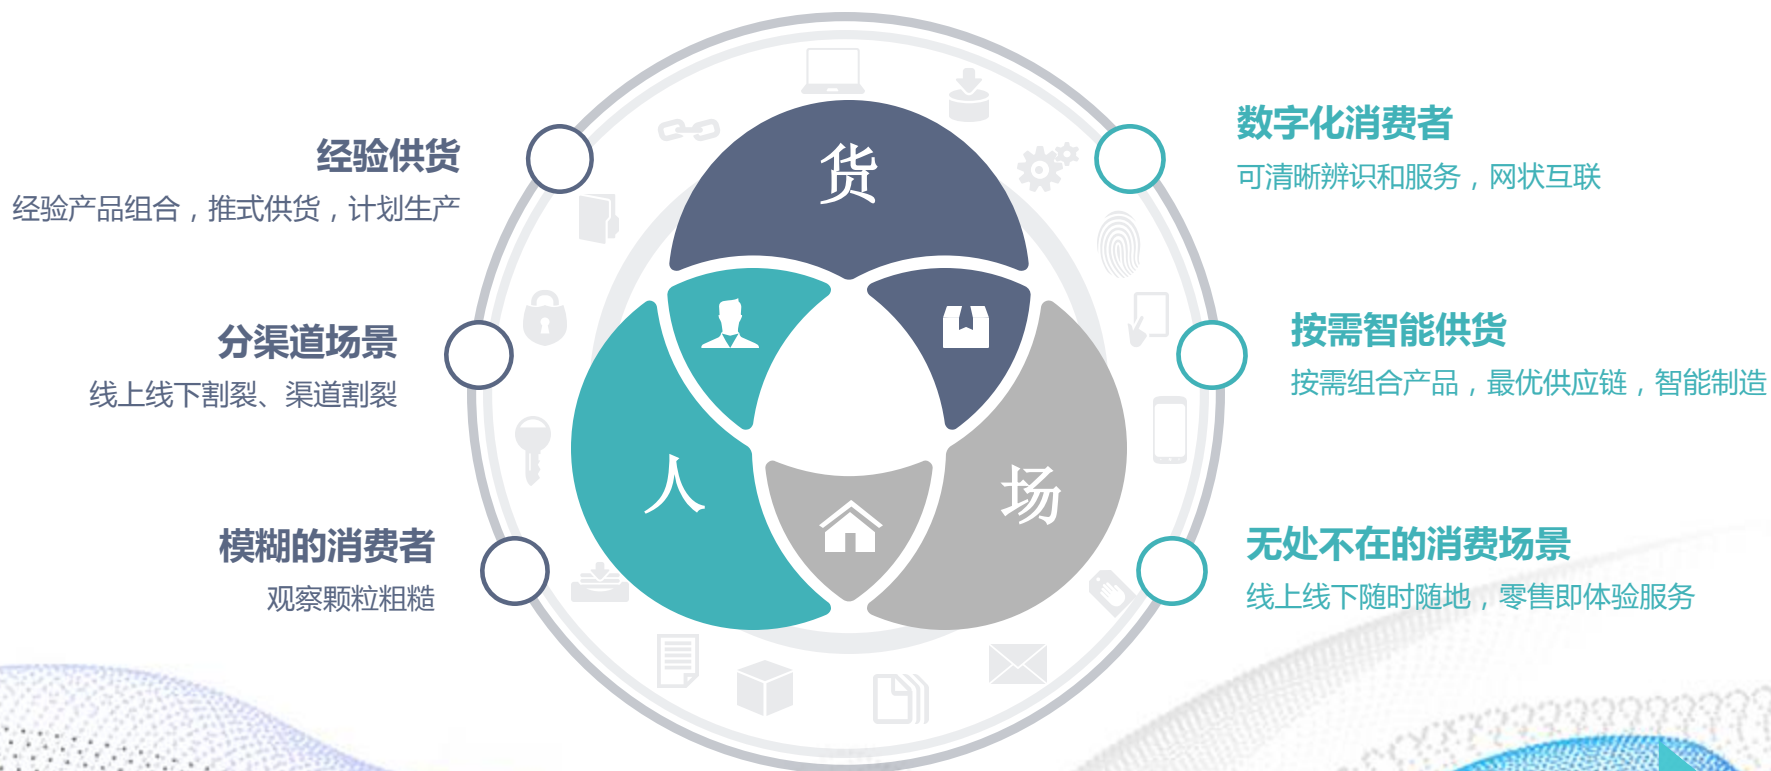 经验供货
经验产品组合，推式供货，计划生产
分渠道场景
线上线下割裂、渠道割裂
模糊的消费者
观察颗粒粗糙
货
人
场
数字化消费者
可清晰辨识和服务，网状互联
按需智能供货
按需组合产品，最优供应链，智能制造
无处不在的消费场景
线上线下随时随地，零售即体验服务